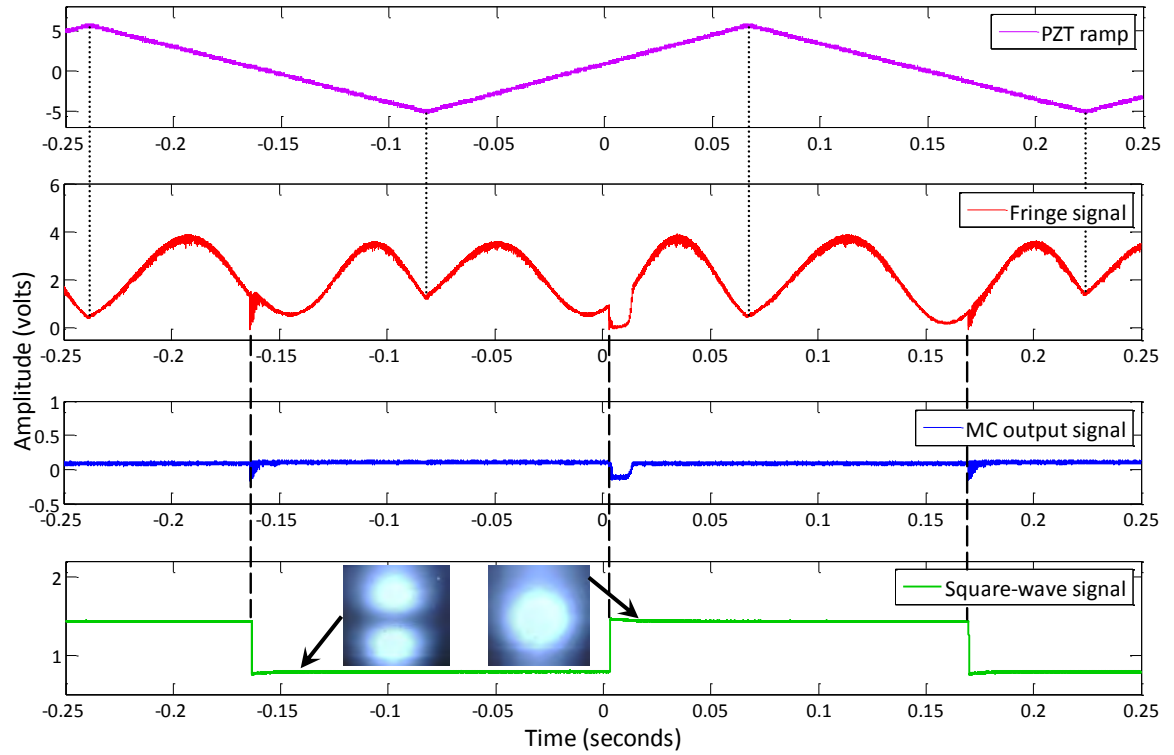 5
0
-5
PZT ramp
-0.25 -0.2 -0.15 -0.1 -0.05 0 0.05 0.1 0.15 0.2 0.25
6
4
2
0
Fringe signal
-0.25 -0.2 -0.15 -0.1 -0.05 0 0.05 0.1 0.15 0.2 0.25
Amplitude (volts)
1
0.5
0
-0.5
MC output signal
-0.25 -0.2 -0.15 -0.1 -0.05 0 0.05 0.1 0.15 0.2 0.25
2
1
Square-wave signal
-0.25 -0.2 -0.15 -0.1 -0.05 0 0.05 0.1 0.15 0.2 0.25
Time (seconds)